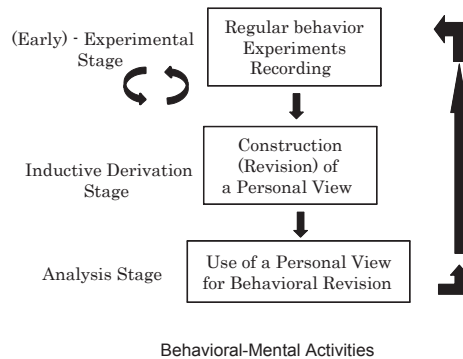 (Early) - Experimental
Stage
Regular behavior
Experiments
Recording
Inductive Derivation
Stage
Construction
(Revision) of
a Personal View
Analysis Stage
Use of a Personal View
for Behavioral Revision
Behavioral-Mental Activities